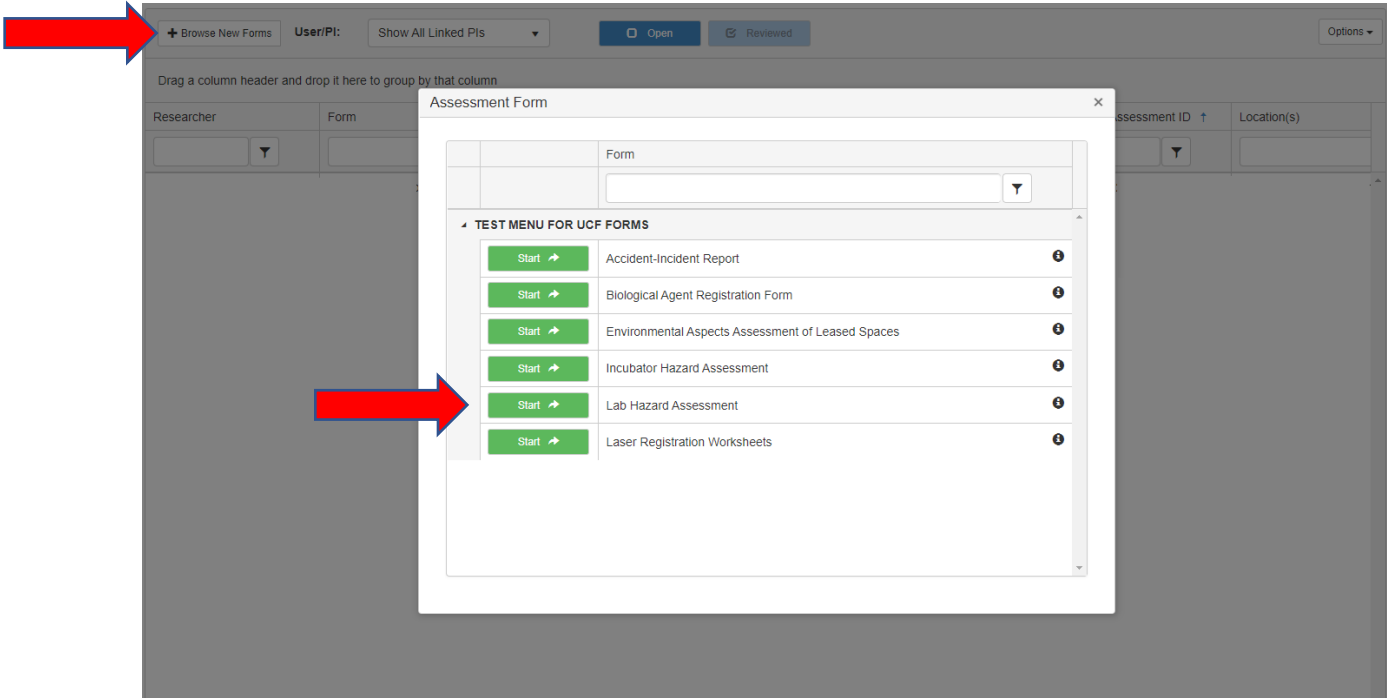 Browse New Forms User/PI: Show All Linked PIs Open Reviewed Options
Drag a column header and drop it here to group by that column
Assessment Form
Researcher Form ssessment ID ↑ Location(s)
Form
TEST MENU FOR UCF FORMS
Start Accident-Incident Report
Start Biological Agent Registration Form
Start Environmental Aspects Assessment of Leased Spaces
Start Incubator Hazard Assessment
Start Lab Hazard Assessment
Start Laser Registration Worksheets